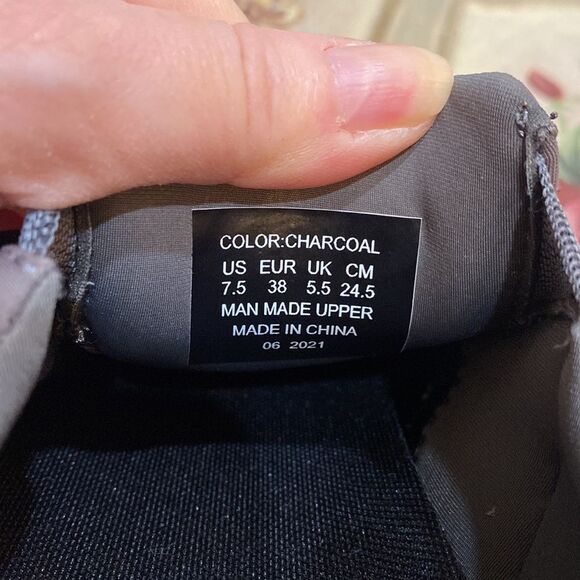 COLOR:CHARCOAL
US EUR UK CM
7.5 38 5.5 24.5
MAN MADE UPPER
MADE IN CHINA
06 2021